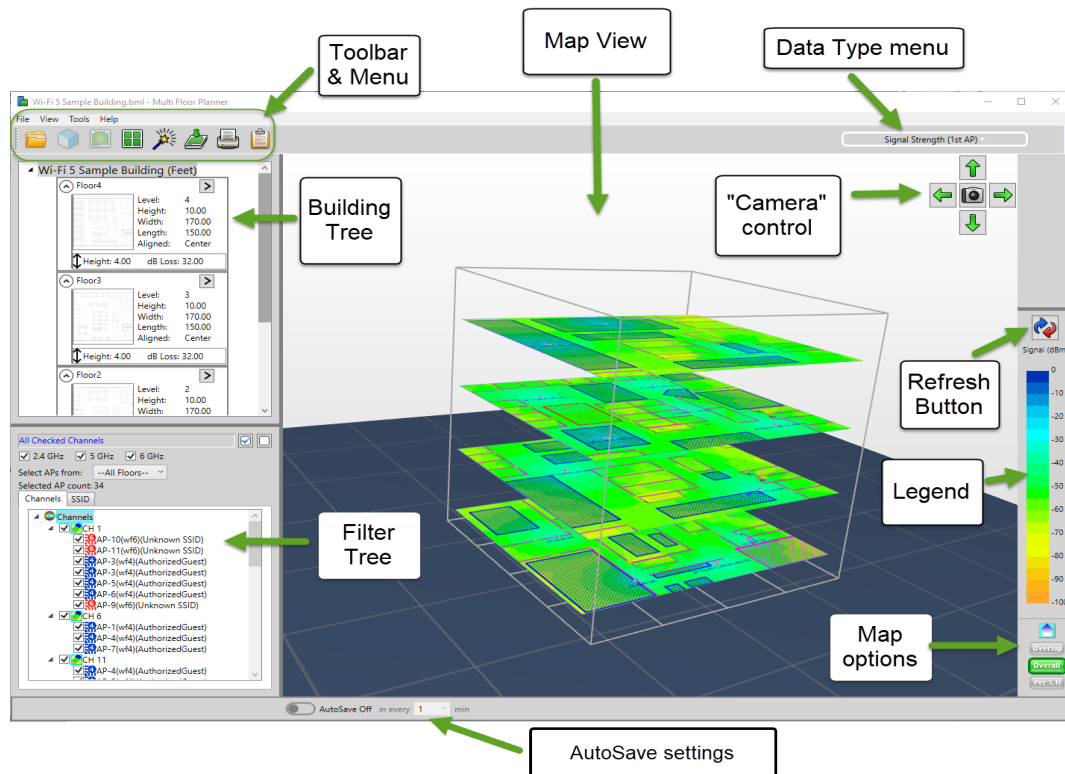 Toolbar
& Menu
Map View
Data Type menu
Wi-Fi 5 Sample Building.bml - Multi Floor Planner
File View Tools Help
Signal Strength (1st AP)
Wi-Fi 5 Sample Building (Feet)
Floor4
Level: 4
Height: 10.00
Width: 170.00
Length: 150.00
Aligned: Center
Height: 4.00 dB Loss: 32.00
Floor3
Level: 3
Height: 10.00
Width: 170.00
Length: 150.00
Aligned: Center
Height: 4.00 dB Loss: 32.00
Floor2
Level: 2
Height: 10.00
Width: 170.00
Building
Tree
"Camera"
control
Refresh
Button
Signal (dBm
0
-10
-20
-30
-40
-50
-60
-70
-80
-90
-100
Legend
All Checked Channels
2.4 GHz 5 GHz 6 GHz
Select APs from: --All Floors--
Selected AP count: 34
Channels SSID
Channels
CH 1
AP-10(wf6)(Unknown SSID)
AP-11(wf6)(Unknown SSID)
AP-3(wf4)(AuthorizedGuest)
AP-3(wf4)(AuthorizedGuest)
AP-5(wf4)(AuthorizedGuest)
AP-6(wf4)(AuthorizedGuest)
AP-9(wf6)(Unknown SSID)
CH 6
AP-1(wf4)(AuthorizedGuest)
AP-4(wf4)(AuthorizedGuest)
AP-7(wf4)(AuthorizedGuest)
CH 11
AP-4(wf4)(AuthorizedGuest)
Filter
Tree
Map
options
Overlap
Overall
Per CH
AutoSave Off in every 1 min
AutoSave settings